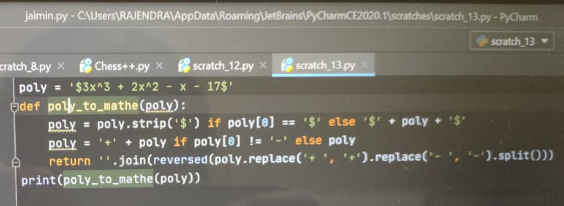 jaimin.py - C:\Users\RAJENDRA\AppData\Roaming\JetBrains\PyCharmCE2020.1\scratches\scratch_13.py - PyCharm
scratch_13
cratch_8.py Chess++.py scratch_12.py scratch_13.py
poly = '$3x^3 + 2x^2 - x - 17$'
def poly_to_mathe(poly):
poly = poly.strip('$') if poly[0] == '$' else '$' + poly + '$'
poly = '+' + poly if poly[0] != '-' else poly
return ''.join(reversed(poly.replace('+ ', '+').replace('- ', '-').split()))
print(poly_to_mathe(poly))